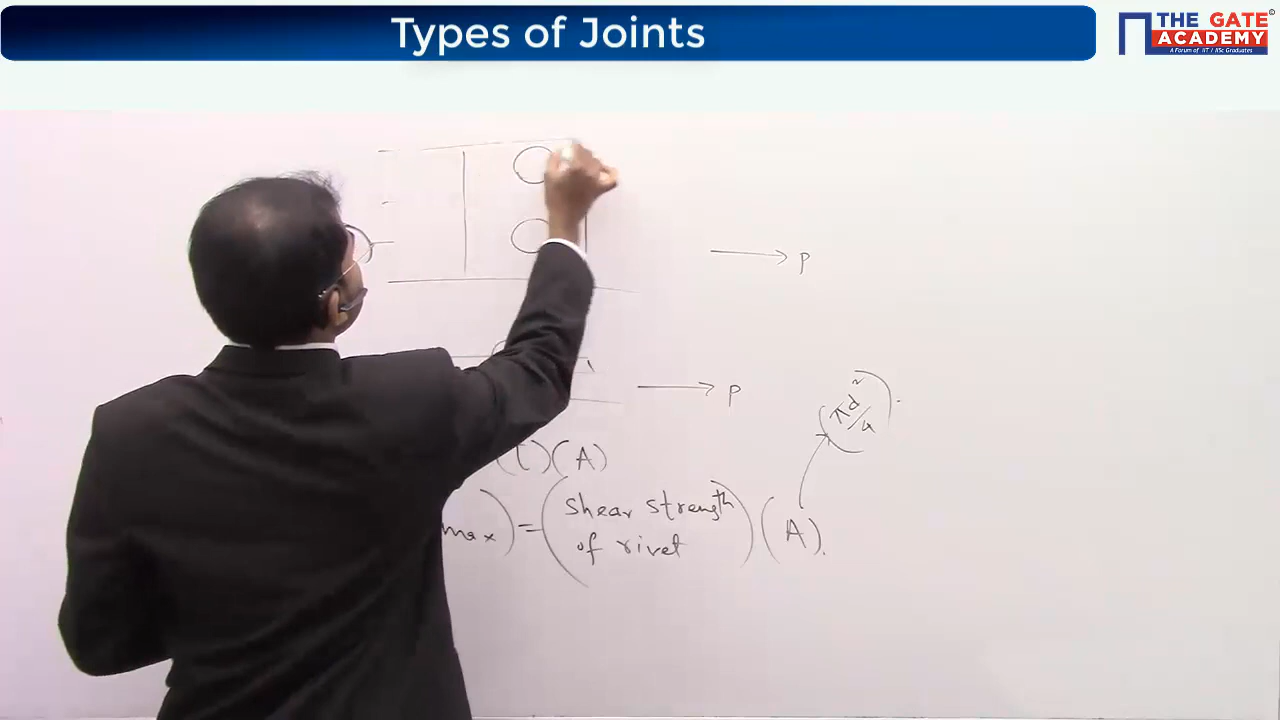 Types of Joints
THE GATE
ACADEMY
A Forum of IIT / IISc Graduates
©
P
P
(πd²/4).
(τ)(A)
max) = (shear strength of rivet)(A).